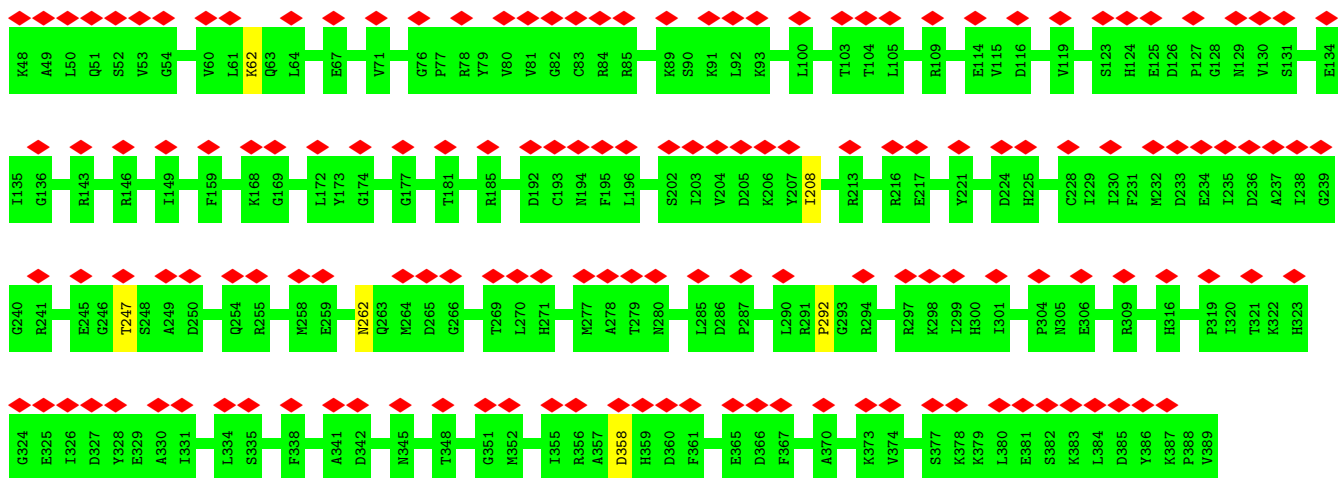 K48 A49 L50 Q51 S52 V53 G54 V60 L61 K62 Q63 L64 E67 V71 G76 P77 R78 Y79 V80 V81 G82 C83 R84 R85 K89 S90 K91 L92 K93 L100 T103 T104 L105 R109 E114 V115 D116 V119 S123 H124 E125 D126 P127 G128 N129 V130 S131 E134
I135 G136 R143 R146 I149 F159 K168 G169 L172 Y173 G174 G177 T181 R185 D192 C193 N194 F195 L196 S202 I203 V204 D205 K206 Y207 I208 R213 R216 E217 Y221 D224 H225 C228 I229 I230 F231 M232 D233 E234 I235 D236 A237 I238 G239
G240 R241 E245 G246 T247 S248 A249 D250 Q254 R255 M258 E259 N262 Q263 M264 D265 G266 T269 L270 H271 M277 A278 T279 N280 L285 D286 P287 L290 R291 P292 G293 R294 R297 K298 I299 H300 I301 P304 N305 E306 R309 H316 P319 I320 T321 K322 H323
G324 E325 I326 D327 Y328 E329 A330 I331 L334 S335 F338 A341 D342 N345 T348 G351 M352 I355 R356 A357 D358 H359 D360 F361 E365 D366 F367 A370 K373 V374 S377 K378 K379 L380 E381 S382 K383 L384 D385 Y386 K387 P388 V389